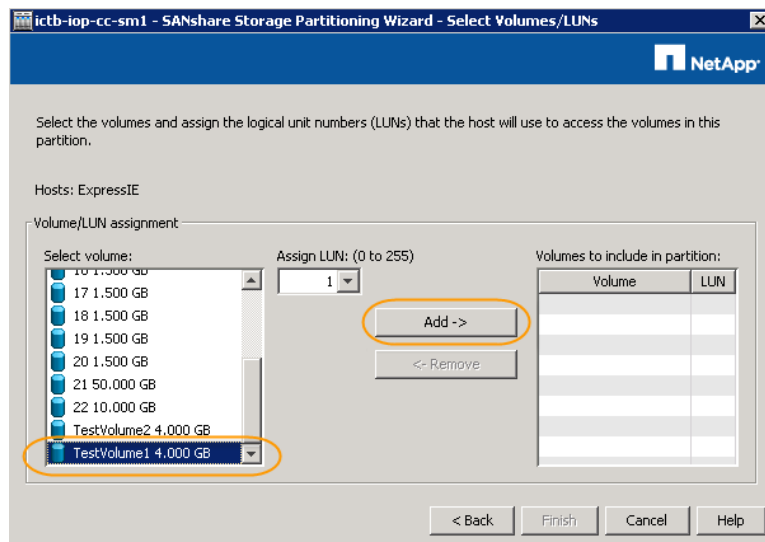 ictb-iop-cc-sm1 - SANshare Storage Partitioning Wizard - Select Volumes/LUNs
NetApp
Select the volumes and assign the logical unit numbers (LUNs) that the host will use to access the volumes in this
partition.
Hosts: ExpressIE
Volume/LUN assignment
Select volume:
16 1.500 GB
17 1.500 GB
18 1.500 GB
19 1.500 GB
20 1.500 GB
21 50.000 GB
22 10.000 GB
TestVolume2 4.000 GB
TestVolume1 4.000 GB
Assign LUN: (0 to 255)
1
Add ->
<- Remove
Volumes to include in partition:
Volume LUN
< Back Finish Cancel Help